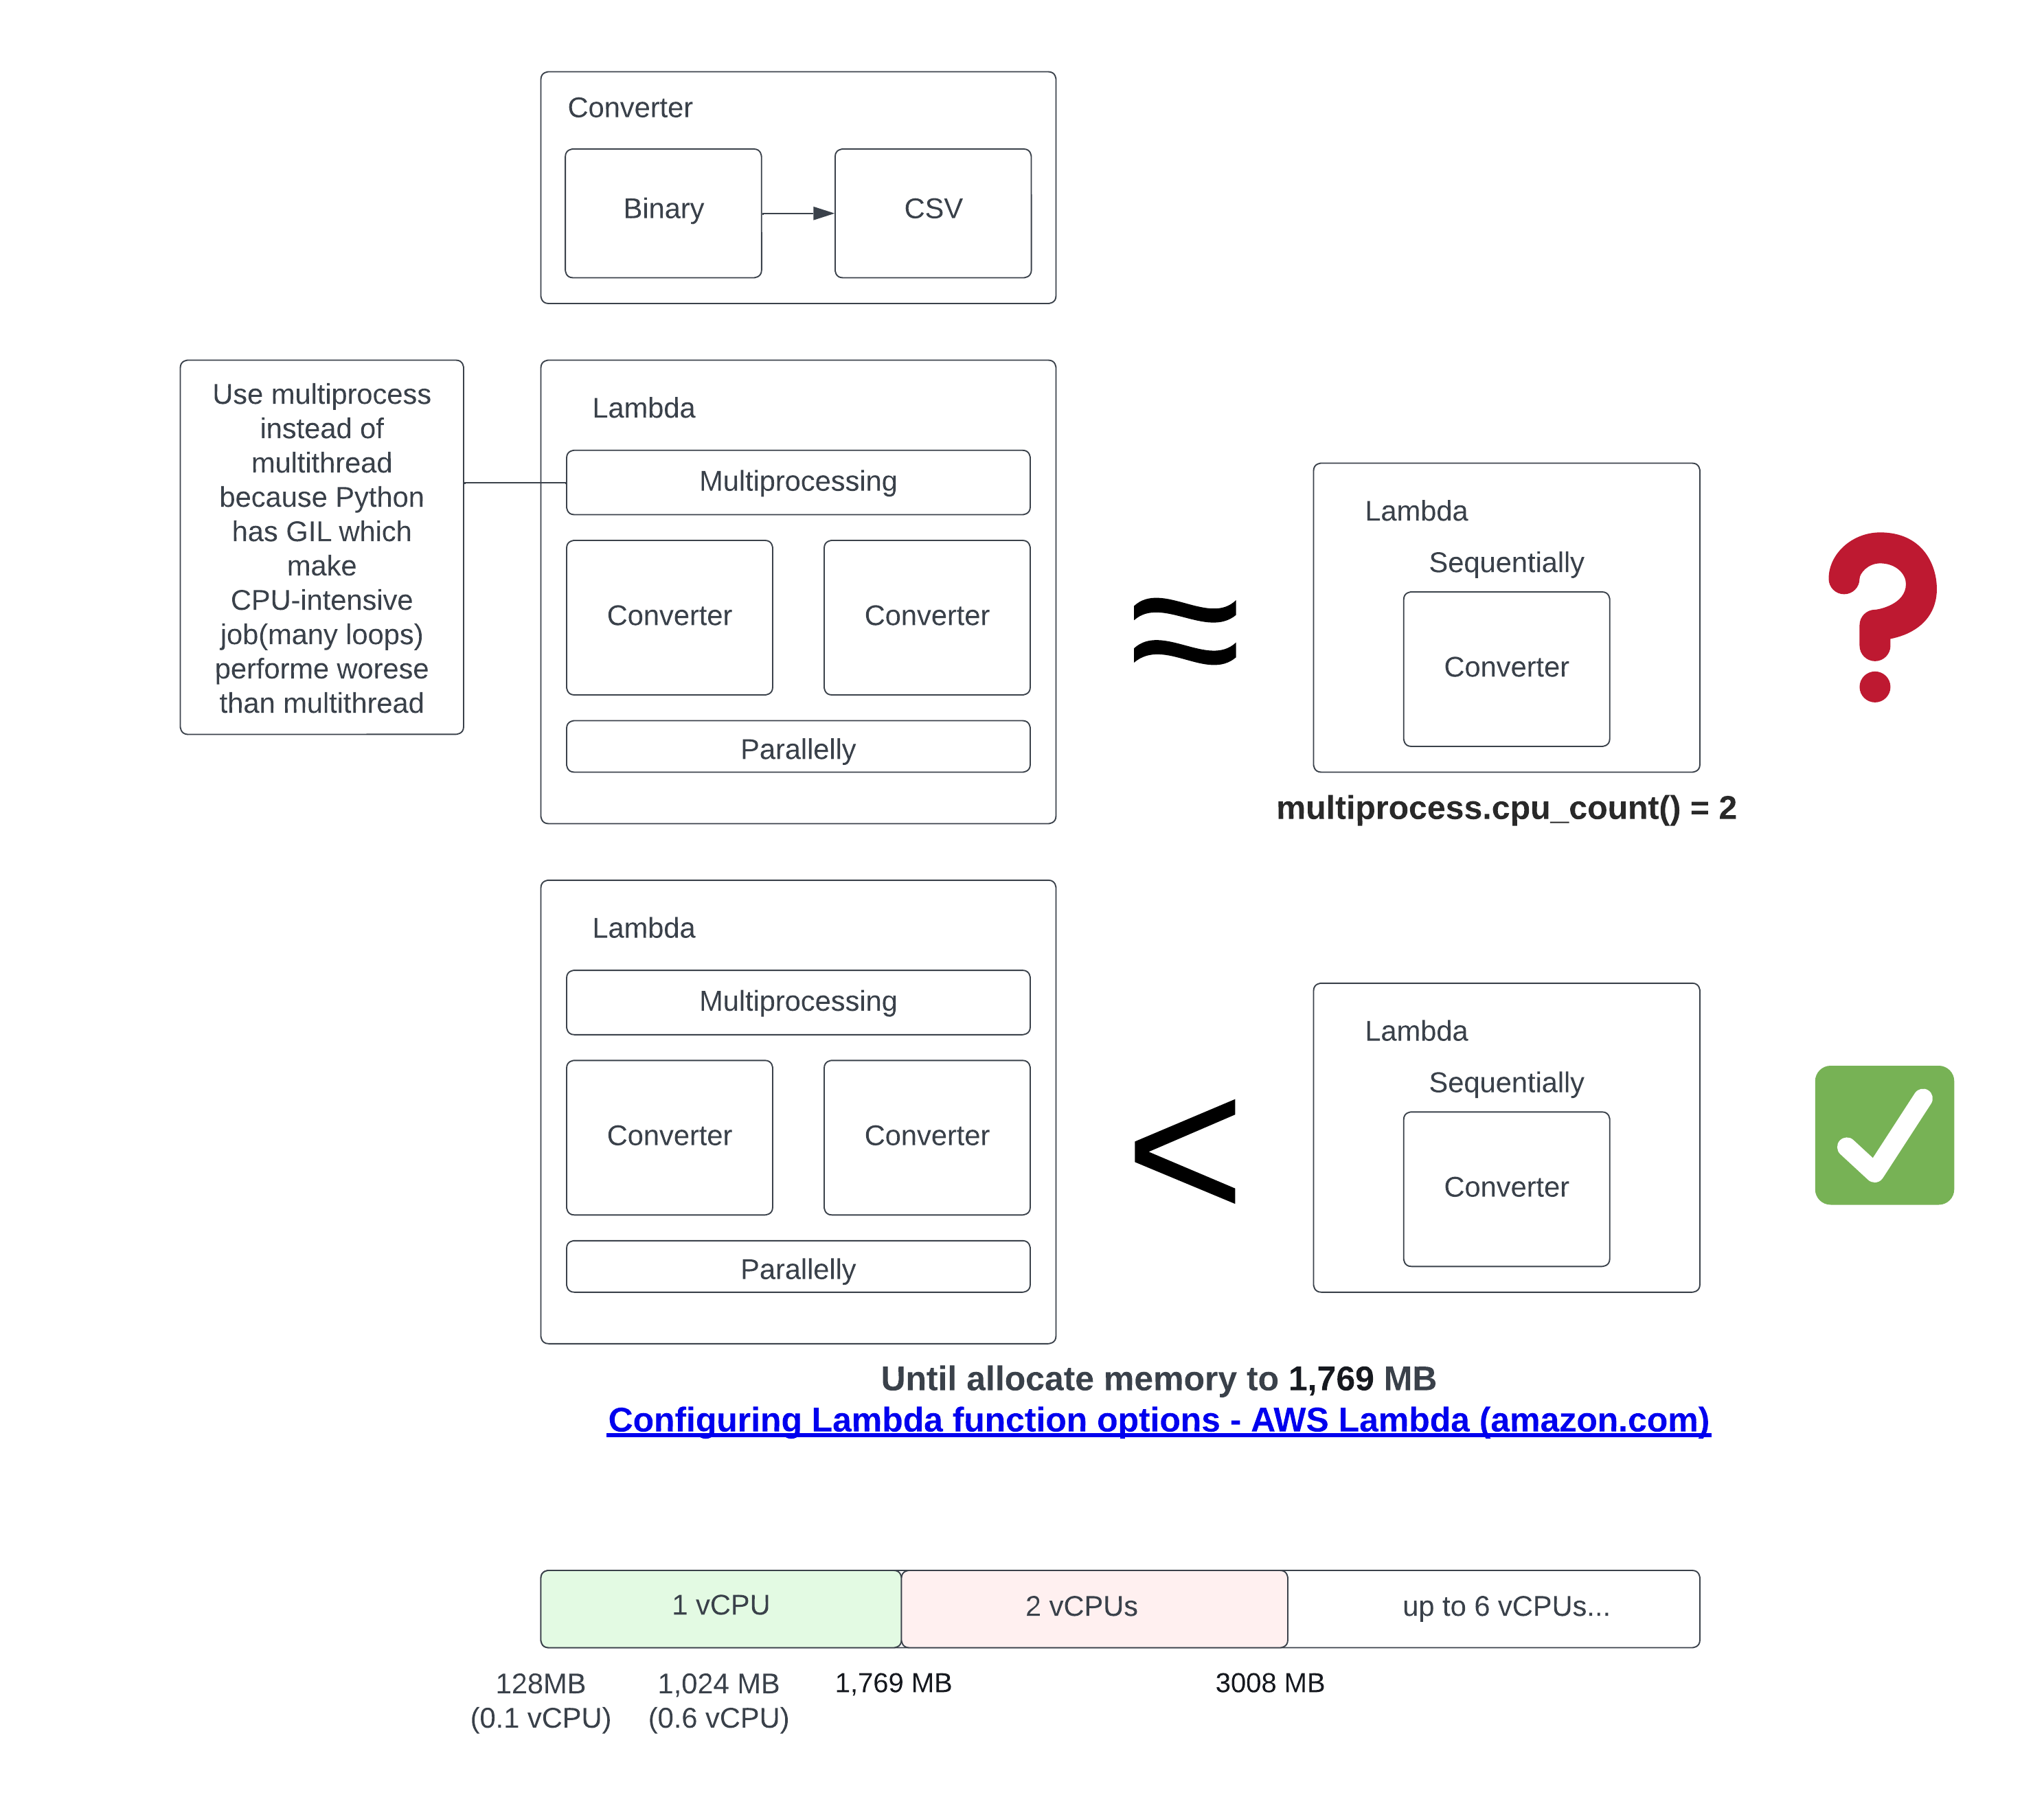 Converter
Binary
CSV
Use multiprocess
instead of
multithread
because Python
has GIL which
make
CPU-intensive
job(many loops)
performe worese
than multithread
Lambda
Multiprocessing
Converter
Converter
Parallelly
≈
Lambda
Sequentially
Converter
?
multiprocess.cpu_count() = 2
Lambda
Multiprocessing
Converter
Converter
Parallelly
<
Lambda
Sequentially
Converter
Until allocate memory to 1,769 MB
Configuring Lambda function options - AWS Lambda (amazon.com)
1 vCPU
2 vCPUs
up to 6 vCPUs...
128MB
(0.1 vCPU)
1,024 MB
(0.6 vCPU)
1,769 MB
3008 MB